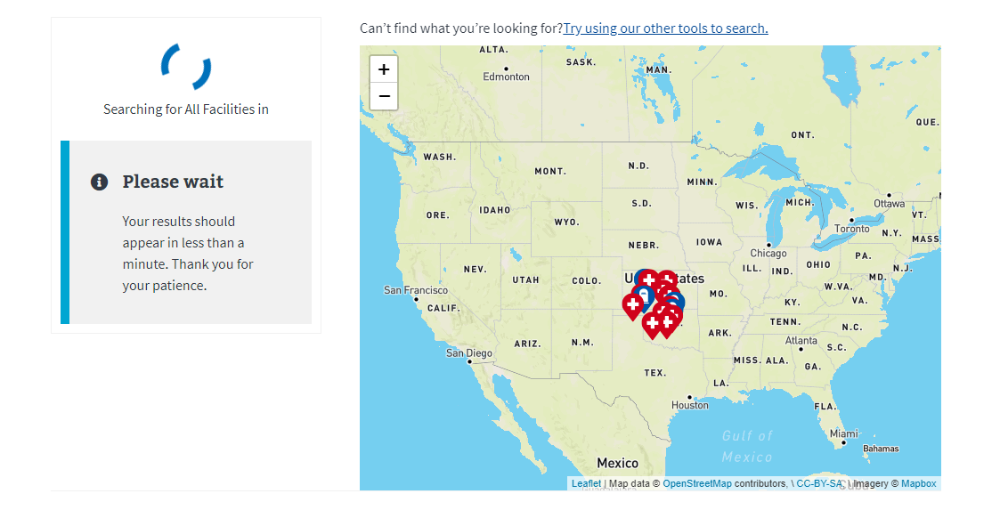 Can’t find what you’re looking for?Try using our other tools to search.
Searching for All Facilities in
Please wait
Your results should
appear in less than a
minute. Thank you for
your patience.
+
−
ALTA.
Edmonton
SASK.
MAN.
ONT.
QUE.
WASH.
MONT.
N.D.
MINN.
ORE.
IDAHO
S.D.
WIS.
MICH.
Ottawa
WYO.
Toronto
VT.
N.Y.
MASS
NEBR.
IOWA
Chicago
PA.
NEV.
UTAH
COLO.
ILL.
IND.
OHIO
N.J.
MD.
San Francisco
CALIF.
MO.
KY.
W.VA.
VA.
ARIZ.
N.M.
ARK.
TENN.
N.C.
San Diego
Atlanta
S.C.
TEX.
MISS.
ALA.
GA.
LA.
Houston
FLA.
Gulf of
Mexico
Miami
Bahamas
Mexico
Leaflet | Map data © OpenStreetMap contributors, \ CC-BY-SA, \ Imagery © Mapbox